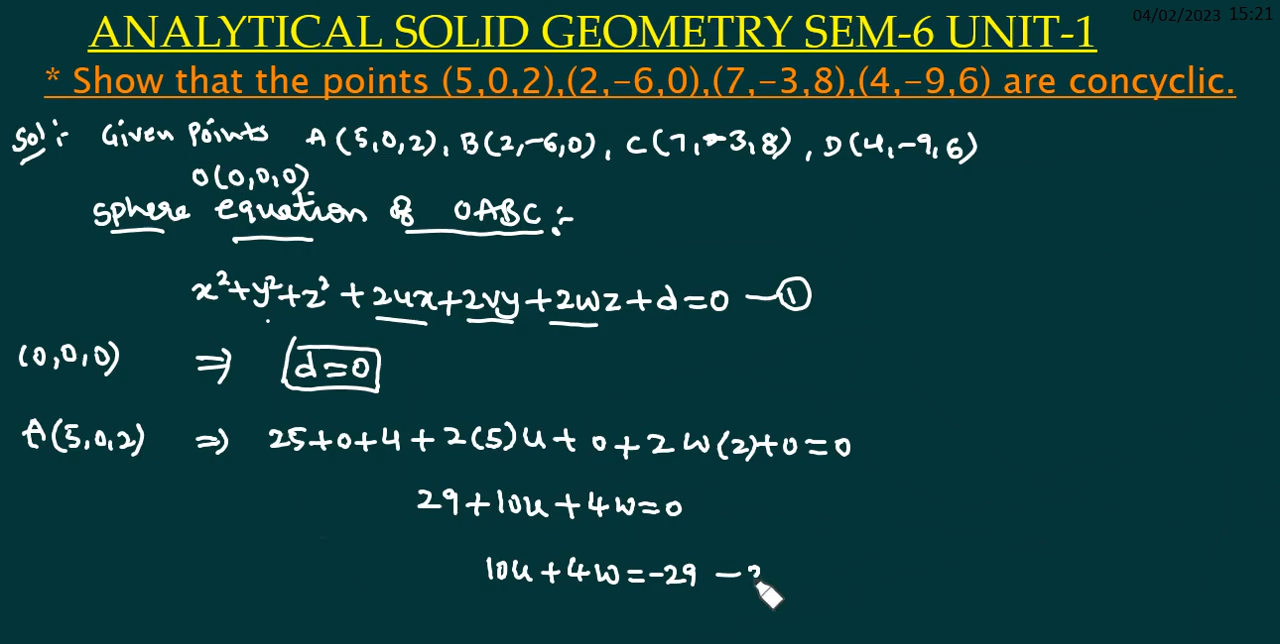 04/02/2023 15:21
ANALYTICAL SOLID GEOMETRY SEM-6 UNIT-1
* Show that the points (5,0,2),(2,-6,0),(7,-3,8),(4,-9,6) are concyclic.
Sol:- Given Points A(5,0,2), B(2,-6,0), C(7,-3,8), D(4,-9,6)
O(0,0,0)
Sphere equation of OABC:-
x²+y²+z²+2ux+2vy+2wz+d=0 —①
(0,0,0) ⇒ d=0
A(5,0,2) ⇒ 25+0+4+2(5)u+0+2w(2)+0=0
29+10u+4w=0
10u+4w=-29 —2